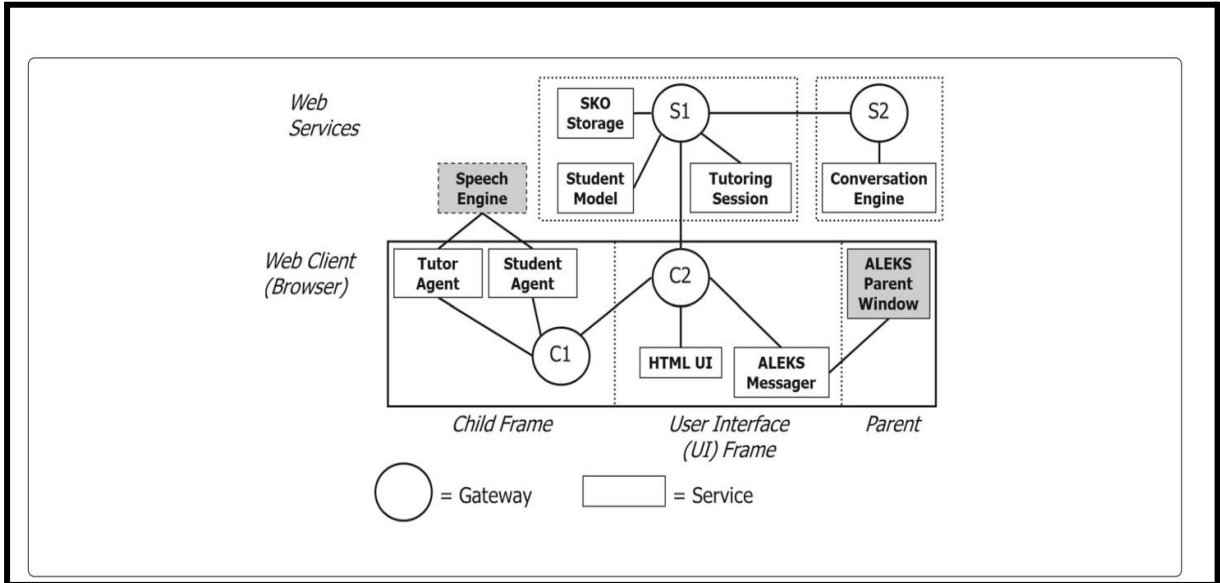 Web
Services
SKO
Storage
S1
S2
Speech
Engine
Student
Model
Tutoring
Session
Conversation
Engine
Web Client
(Browser)
Tutor
Agent
Student
Agent
C2
ALEKS
Parent
Window
C1
HTML UI
ALEKS
Messager
Child Frame
User Interface
(UI) Frame
Parent
= Gateway
= Service